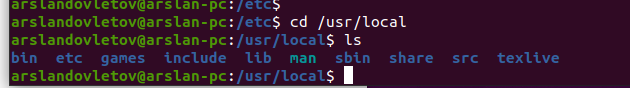 arslandovletov@arslan-pc:/etc$
arslandovletov@arslan-pc:/etc$ cd /usr/local
arslandovletov@arslan-pc:/usr/local$ ls
bin etc games include lib man sbin share src texlive
arslandovletov@arslan-pc:/usr/local$